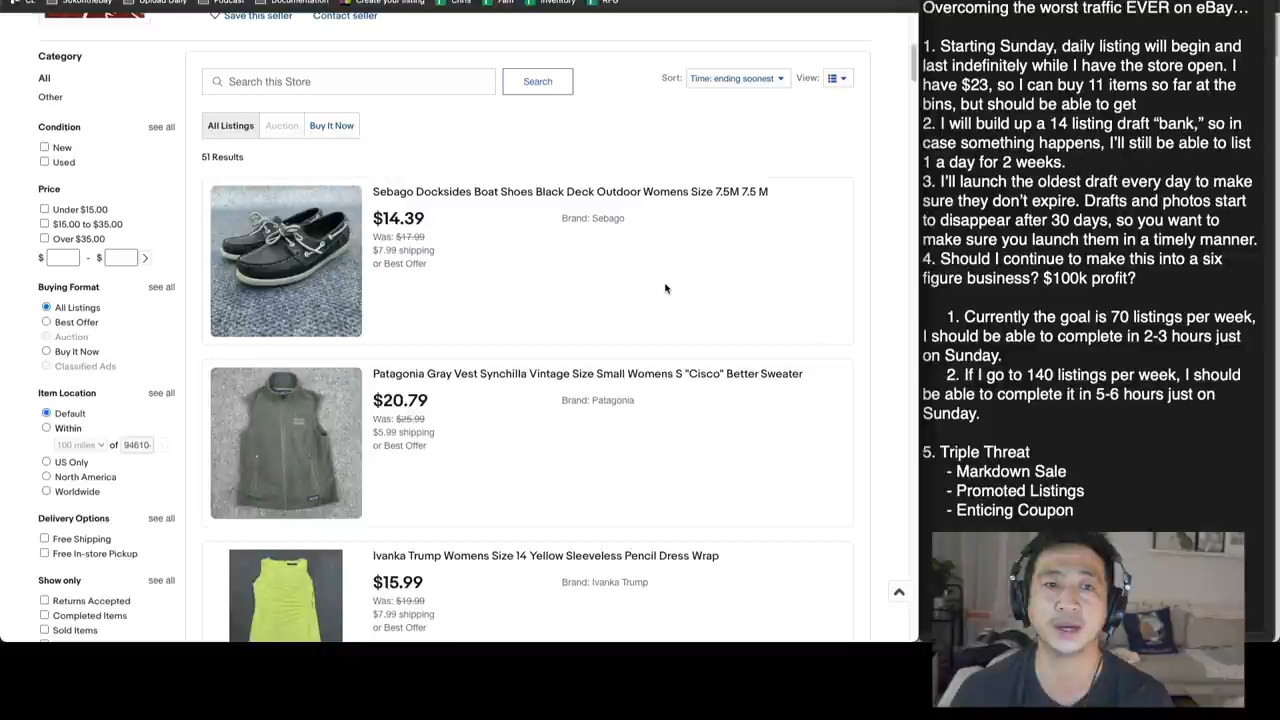 CL
Sukontheday
Upload Daily
Podcast
Documentation
Create your listing
Chris
Fam
Inventory
RPG
Save this seller
Contact seller
Category
All
Other
Condition
see all
New
Used
Price
Under $15.00
$15.00 to $35.00
Over $35.00
$
- $
Buying Format
see all
All Listings
Best Offer
Auction
Buy It Now
Classified Ads
Item Location
see all
Default
Within
100 miles
of
94610-
US Only
North America
Worldwide
Delivery Options
see all
Free Shipping
Free In-store Pickup
Show only
see all
Returns Accepted
Completed Items
Sold Items
Search this Store
Search
Sort:
Time: ending soonest
View:
All Listings
Auction
Buy It Now
51 Results
Sebago Docksides Boat Shoes Black Deck Outdoor Womens Size 7.5M 7.5 M
$14.39
Brand: Sebago
Was: $17.99
$7.99 shipping
or Best Offer
Patagonia Gray Vest Synchilla Vintage Size Small Womens S "Cisco" Better Sweater
$20.79
Brand: Patagonia
Was: $25.99
$5.99 shipping
or Best Offer
Ivanka Trump Womens Size 14 Yellow Sleeveless Pencil Dress Wrap
$15.99
Brand: Ivanka Trump
Was: $19.99
$7.99 shipping
or Best Offer
Overcoming the worst traffic EVER on eBay…
1. Starting Sunday, daily listing will begin and
last indefinitely while I have the store open. I
have $23, so I can buy 11 items so far at the
bins, but should be able to get
2. I will build up a 14 listing draft “bank,” so in
case something happens, I’ll still be able to list
1 a day for 2 weeks.
3. I’ll launch the oldest draft every day to make
sure they don’t expire. Drafts and photos start
to disappear after 30 days, so you want to
make sure you launch them in a timely manner.
4. Should I continue to make this into a six
figure business? $100k profit?
1. Currently the goal is 70 listings per week,
I should be able to complete in 2-3 hours just
on Sunday.
2. If I go to 140 listings per week, I should
be able to complete it in 5-6 hours just on
Sunday.
5. Triple Threat
- Markdown Sale
- Promoted Listings
- Enticing Coupon